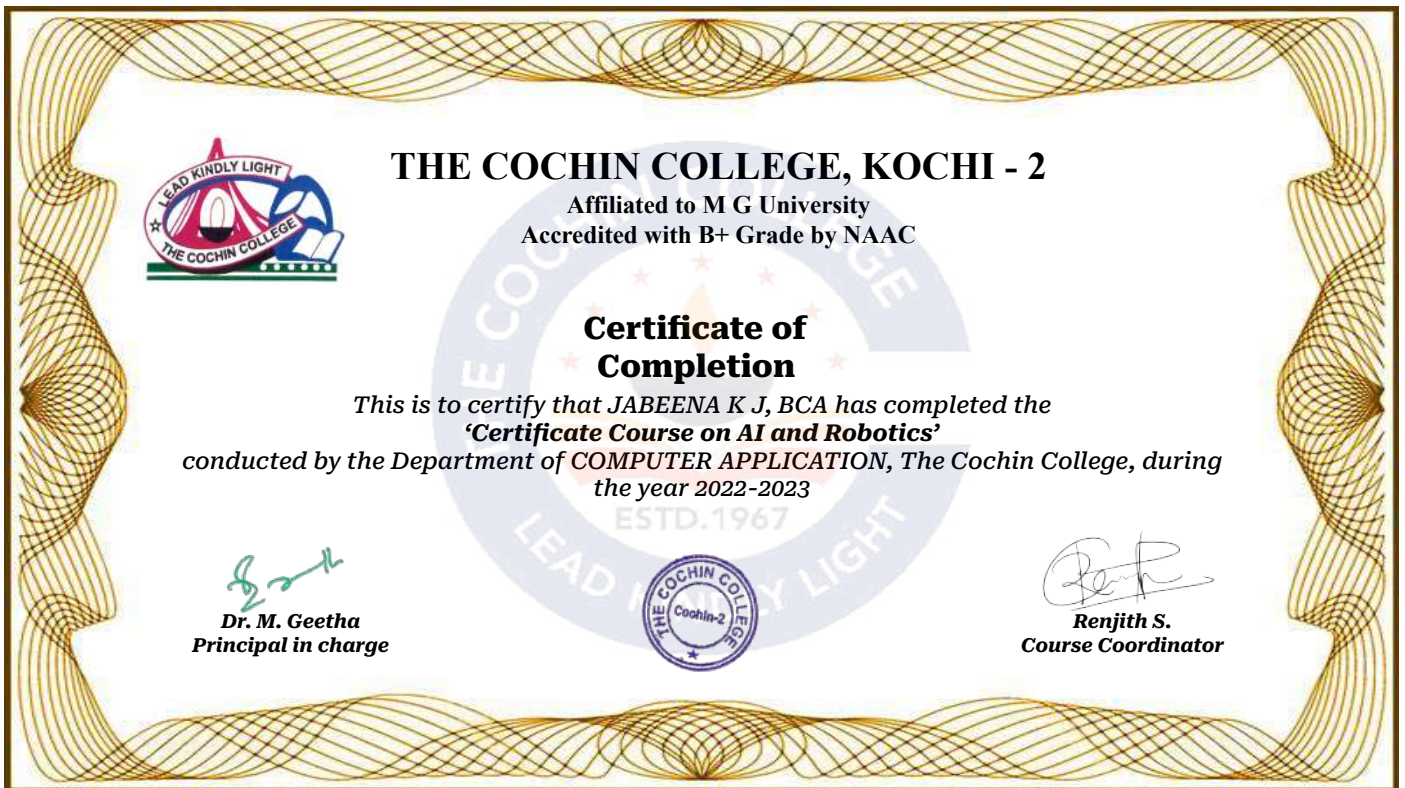 LEAD KINDLY LIGHT
THE COCHIN COLLEGE
THE COCHIN COLLEGE, KOCHI - 2
Affiliated to M G University
Accredited with B+ Grade by NAAC
THE COCHIN COLLEGE
Certificate of
Completion
This is to certify that JABEENA K J, BCA has completed the
‘Certificate Course on AI and Robotics’
conducted by the Department of COMPUTER APPLICATION, The Cochin College, during
the year 2022-2023
ESTD.1967
LEAD KINDLY LIGHT
THE COCHIN COLLEGE
Cochin-2
Dr. M. Geetha
Principal in charge
Renjith S.
Course Coordinator